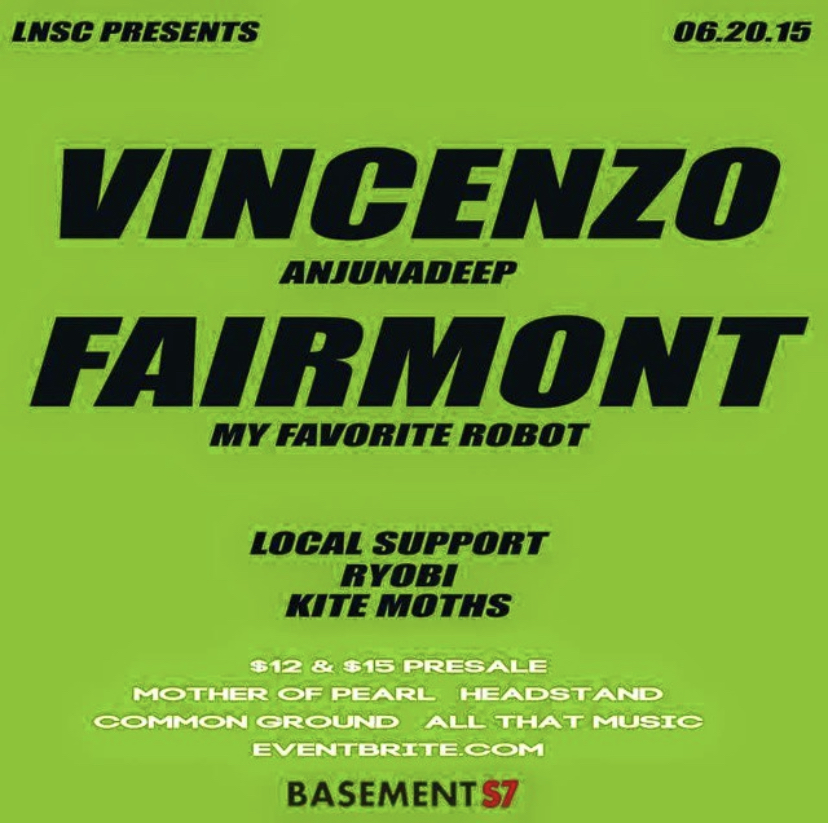 LNSC PRESENTS 06.20.15
VINCENZO
ANJUNADEEP
FAIRMONT
MY FAVORITE ROBOT
LOCAL SUPPORT
RYOBI
KITE MOTHS
$12 & $15 PRESALE
MOTHER OF PEARL HEADSTAND
COMMON GROUND ALL THAT MUSIC
EVENTBRITE.COM
BASEMENT S7